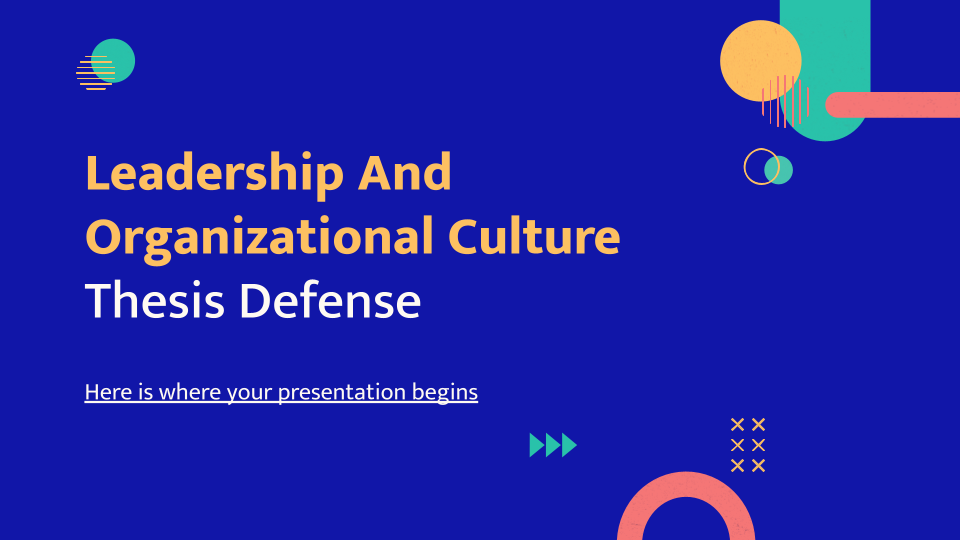 Leadership And
Organizational Culture
Thesis Defense
Here is where your presentation begins